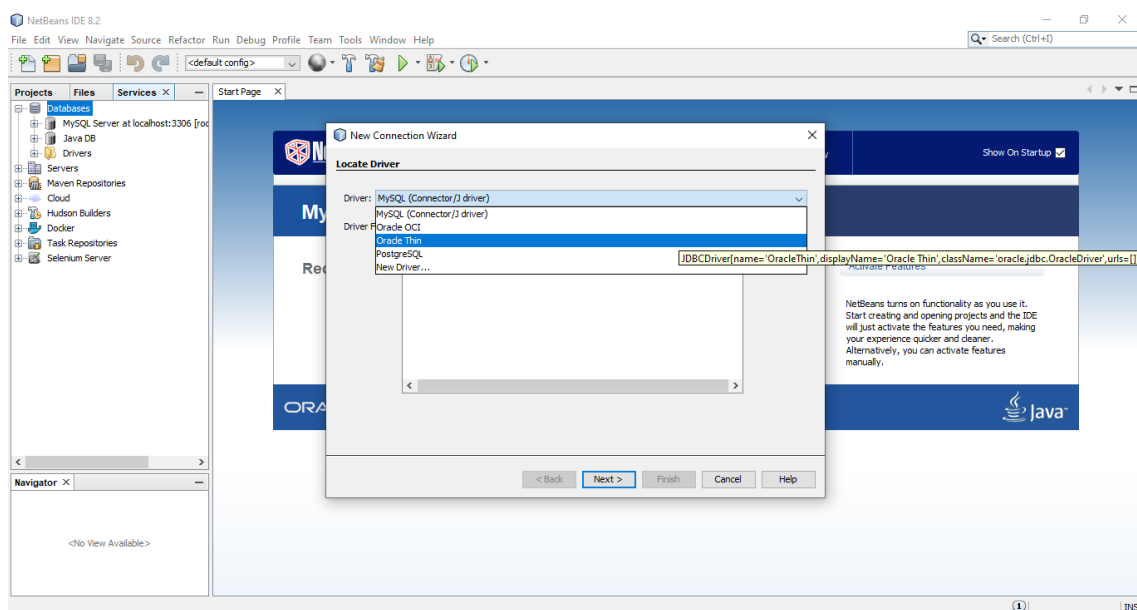 NetBeans IDE 8.2
File Edit View Navigate Source Refactor Run Debug Profile Team Tools Window Help
Search (Ctrl+I)
<default config>
Projects Files Services
Start Page
Databases
MySQL Server at localhost:3306 [roo
Java DB
Drivers
Servers
Maven Repositories
Cloud
Hudson Builders
Docker
Task Repositories
Selenium Server
New Connection Wizard
Show On Startup
Locate Driver
Driver: MySQL (Connector/J driver)
MySQL (Connector/J driver)
My
Driver F
Oracle OCI
Oracle Thin
PostgreSQL
JDBCDriver[name='OracleThin',displayName='Oracle Thin',className='oracle.jdbc.OracleDriver',urls=[]
Rec
New Driver...
Activate Features
NetBeans turns on functionality as you use it.
Start creating and opening projects and the IDE
will just activate the features you need, making
your experience quicker and cleaner.
Alternatively, you can activate features
manually.
ORA
Java
< Back Next > Finish Cancel Help
Navigator
<No View Available>
1
INS